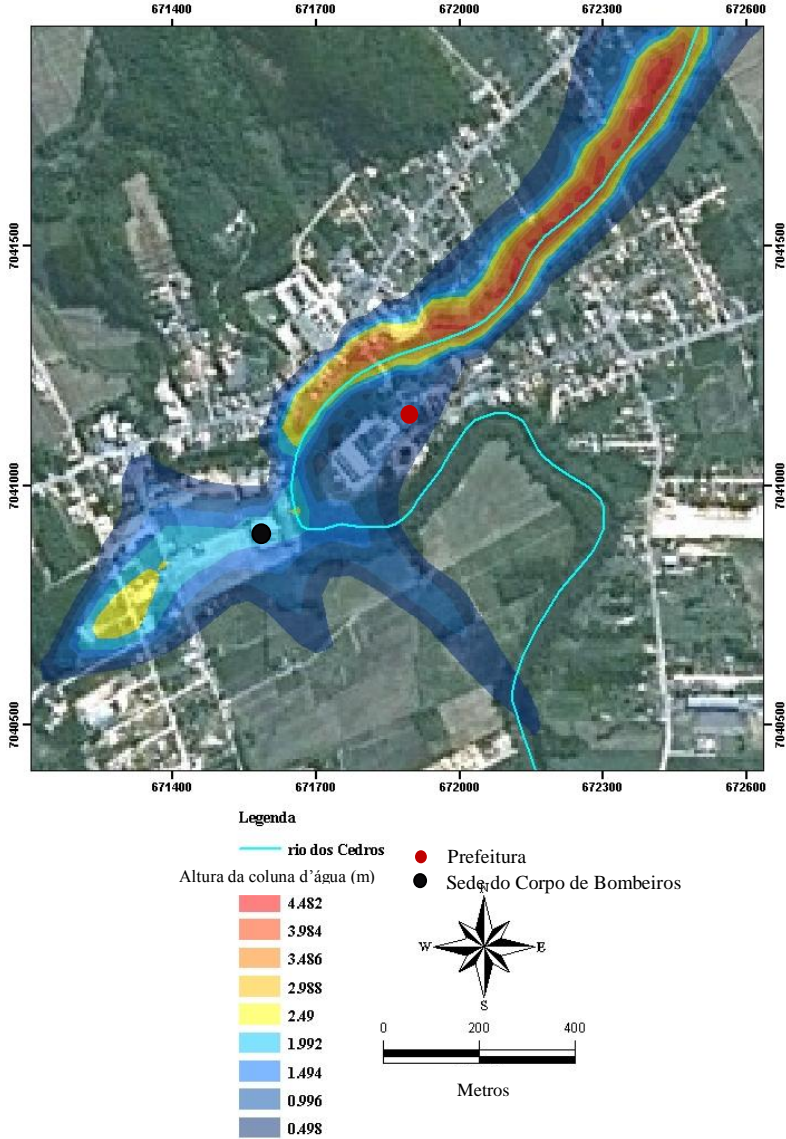 671400 671700 672000 672300 672600
7041500 7041500
7041000 7041000
7040500 7040500
671400 671700 672000 672300 672600
Legenda
rio dos Cedros
Prefeitura
Altura da coluna d'água (m)
Sede do Corpo de Bombeiros
4.482
3.984
3.486
2.988
2.49
1.992
1.494
0.996
0.498
N
W E
S
0 200 400
Metros